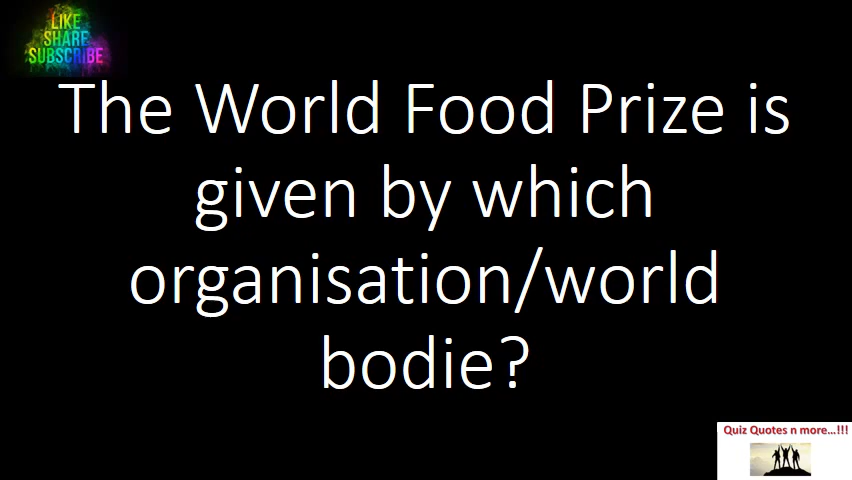 LIKE
SHARE
SUBSCRIBE
The World Food Prize is
given by which
organisation/world
bodie?
Quiz Quotes n more...!!!